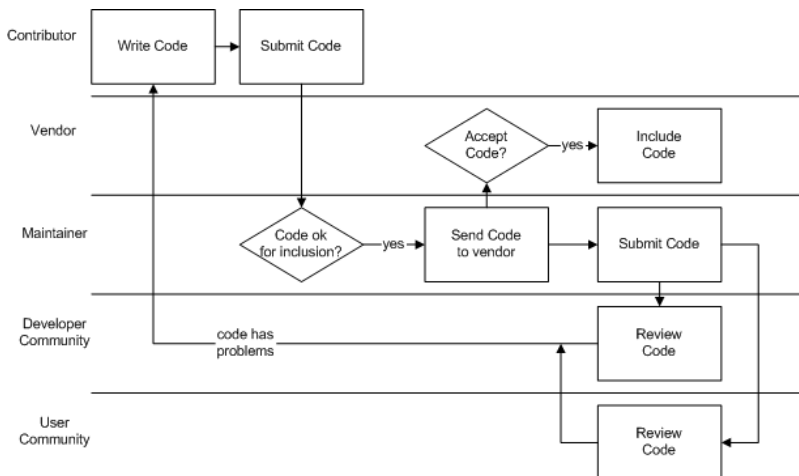 Contributor
Write Code
Submit Code
Vendor
Accept
Code?
yes
Include
Code
Maintainer
Code ok
for inclusion?
yes
Send Code
to vendor
Submit Code
Developer
Community
code has
problems
Review
Code
User
Community
Review
Code